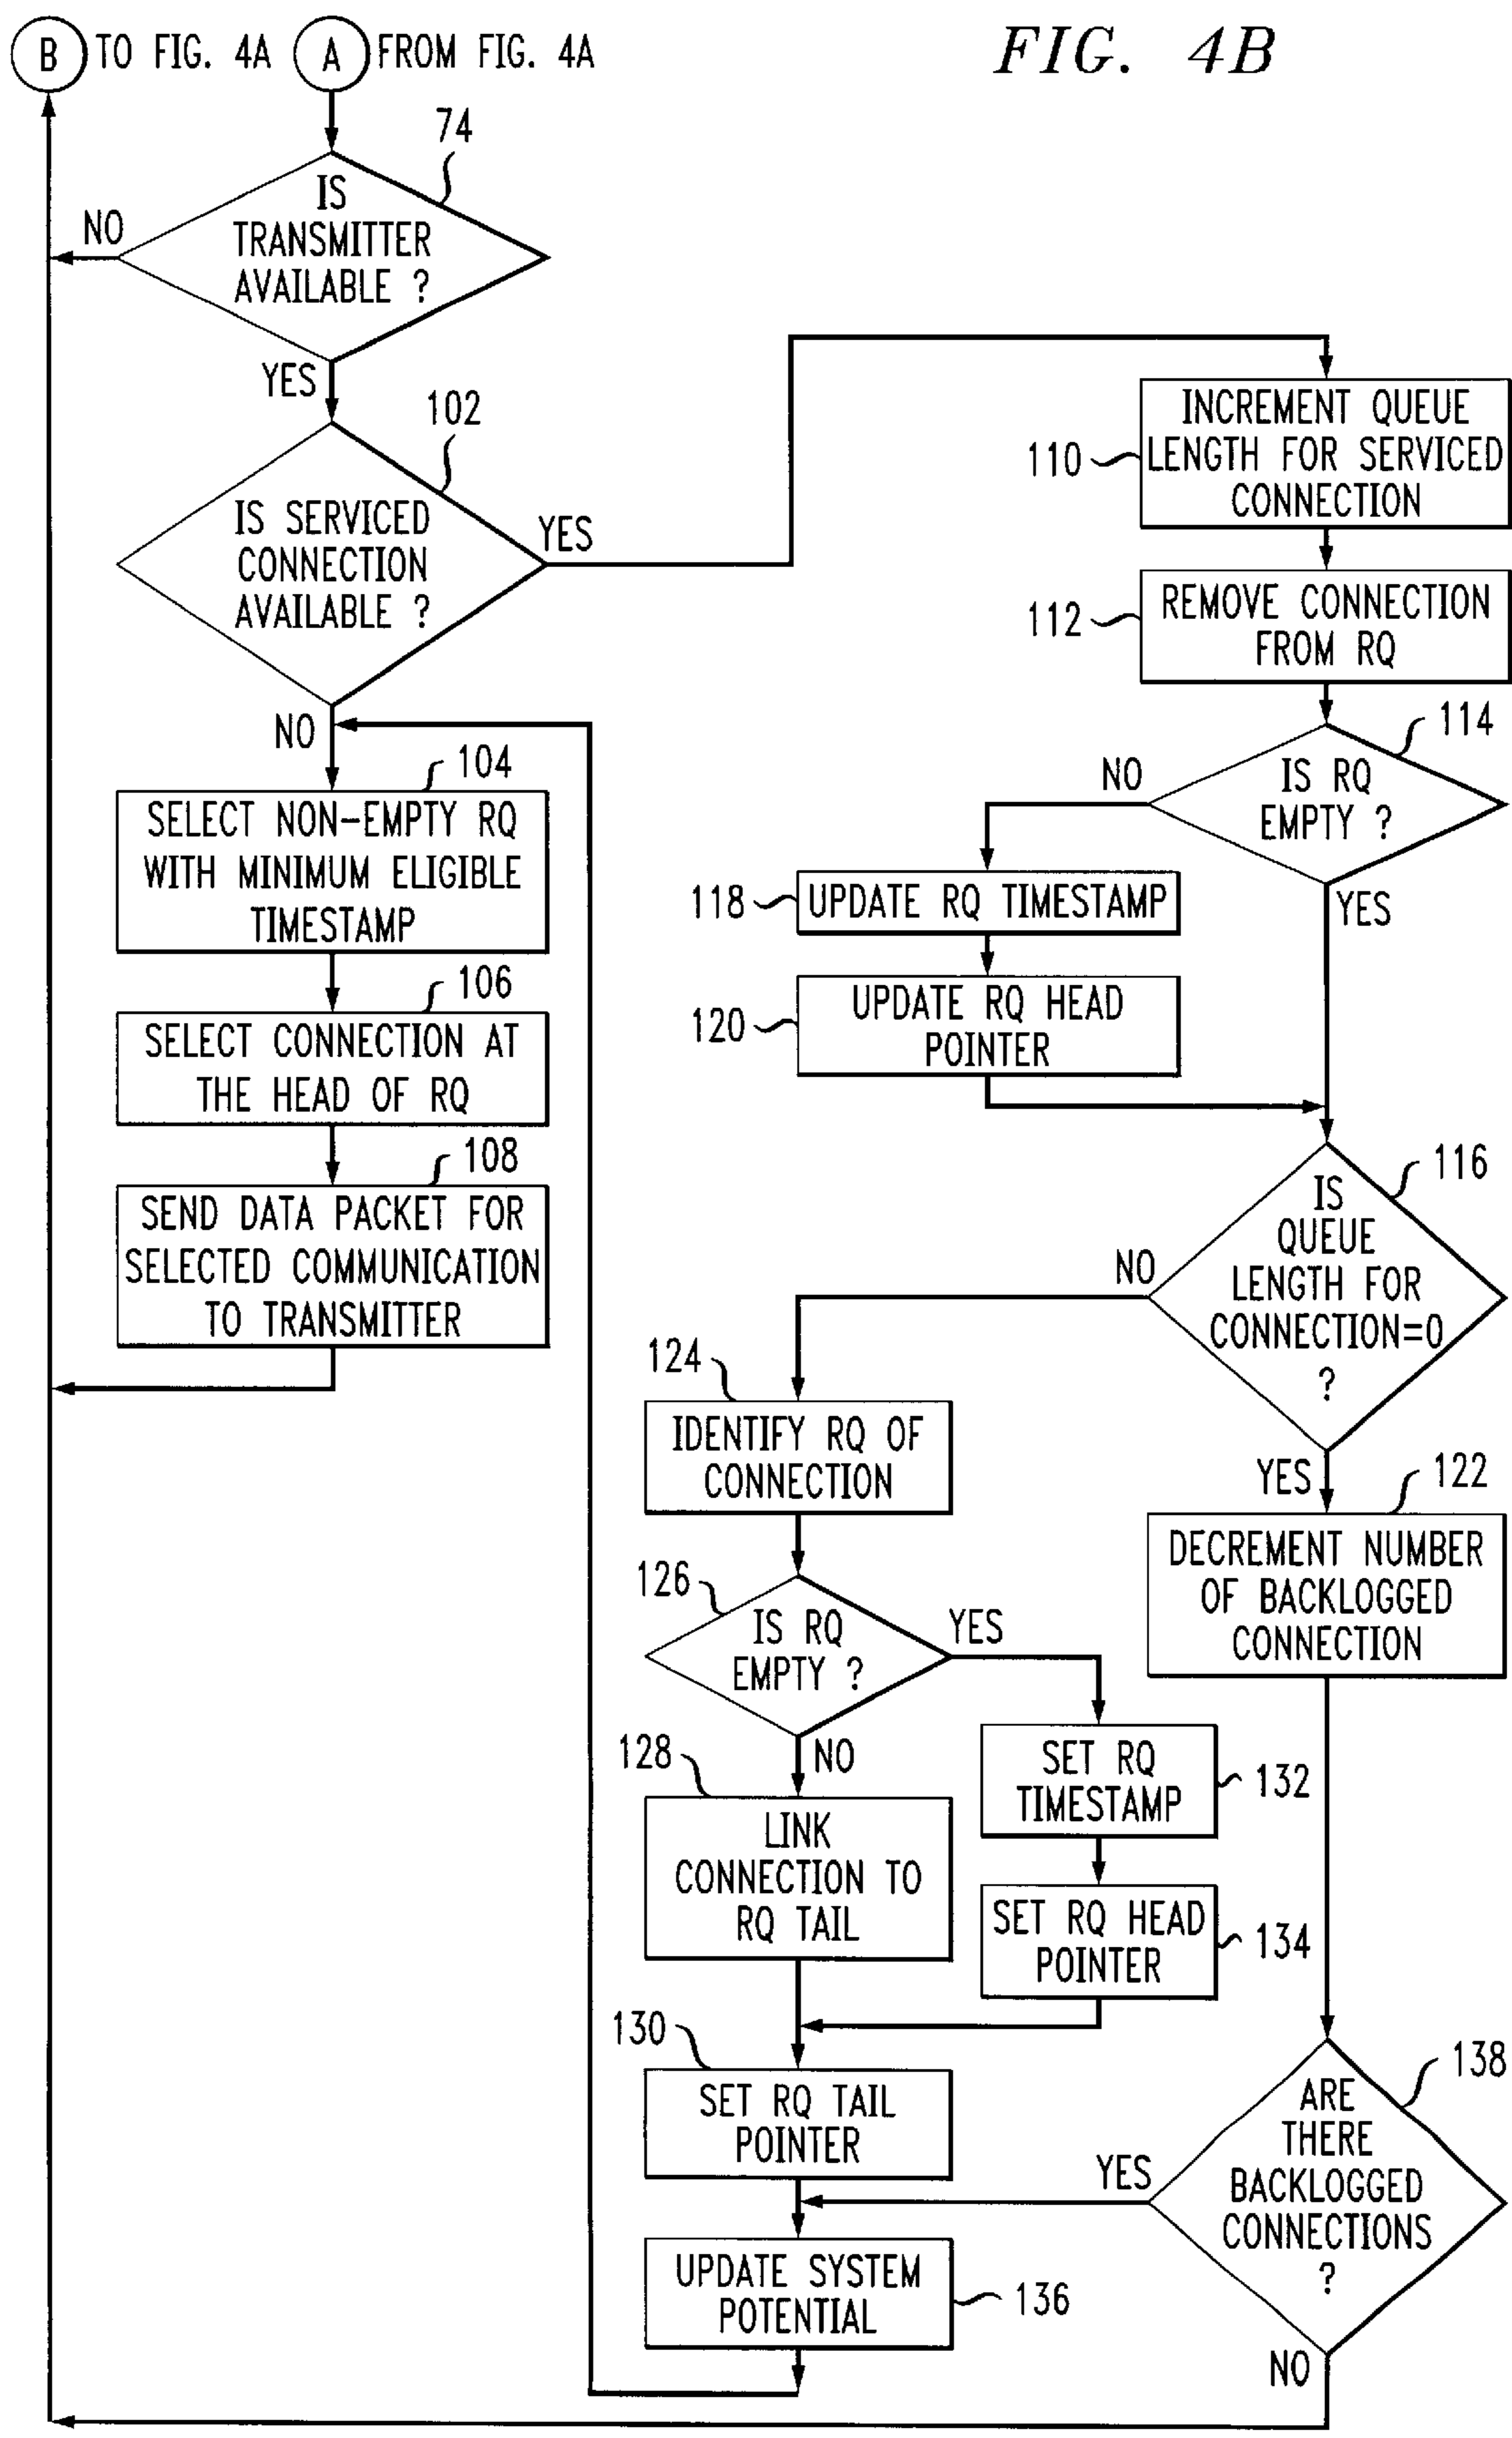 FIG. 4B
B TO FIG. 4A A FROM FIG. 4A
74
IS
TRANSMITTER
AVAILABLE ?
NO
YES
102
IS SERVICED
CONNECTION
AVAILABLE ?
YES
NO
104
SELECT NON-EMPTY RQ
WITH MINIMUM ELIGIBLE
TIMESTAMP
106
SELECT CONNECTION AT
THE HEAD OF RQ
108
SEND DATA PACKET FOR
SELECTED COMMUNICATION
TO TRANSMITTER
110
INCREMENT QUEUE
LENGTH FOR SERVICED
CONNECTION
112
REMOVE CONNECTION
FROM RQ
114
IS RQ
EMPTY ?
NO
YES
118
UPDATE RQ TIMESTAMP
120
UPDATE RQ HEAD
POINTER
116
IS
QUEUE
LENGTH FOR
CONNECTION=0
?
NO
YES
122
DECREMENT NUMBER
OF BACKLOGGED
CONNECTION
124
IDENTIFY RQ OF
CONNECTION
126
IS RQ
EMPTY ?
YES
NO
128
LINK
CONNECTION TO
RQ TAIL
132
SET RQ
TIMESTAMP
134
SET RQ HEAD
POINTER
130
SET RQ TAIL
POINTER
138
ARE
THERE
BACKLOGGED
CONNECTIONS
?
YES
NO
136
UPDATE SYSTEM
POTENTIAL